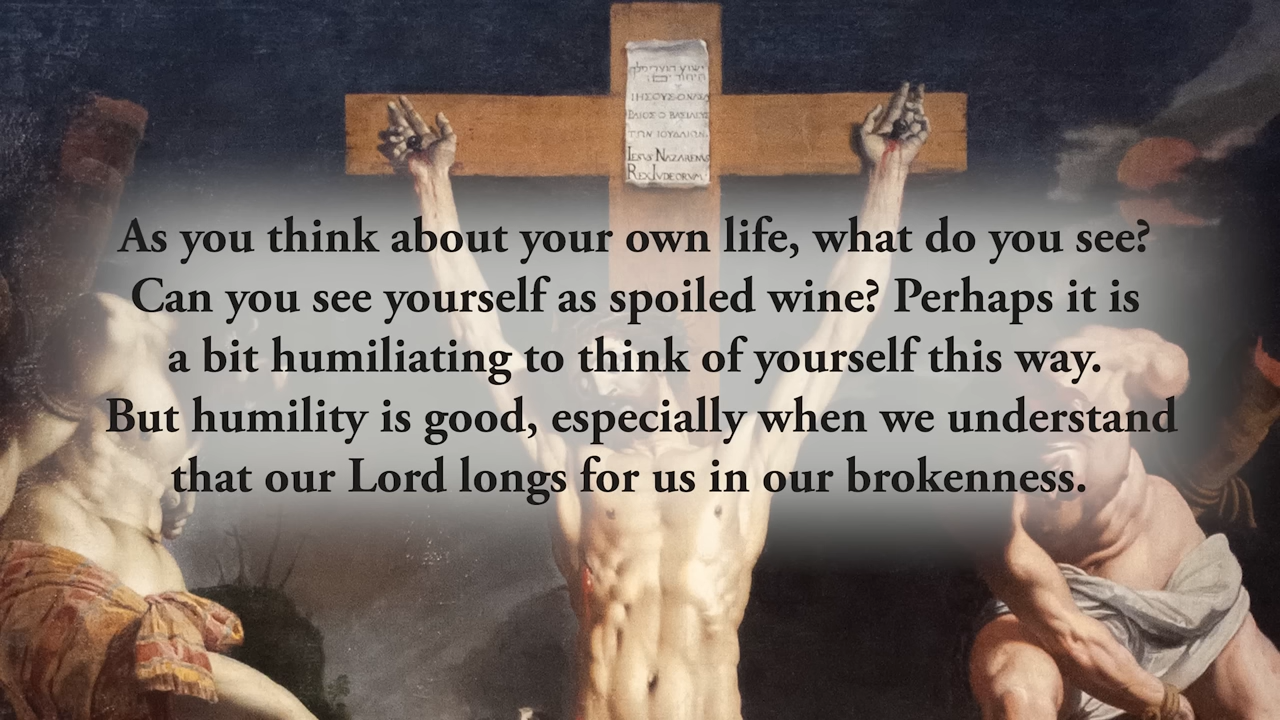 ΤΩΝ ΙΟΥΔΑΙΩΝ
IESVS NAZARENVS
REX IVDEORVM
As you think about your own life, what do you see?
Can you see yourself as spoiled wine? Perhaps it is
a bit humiliating to think of yourself this way.
But humility is good, especially when we understand
that our Lord longs for us in our brokenness.